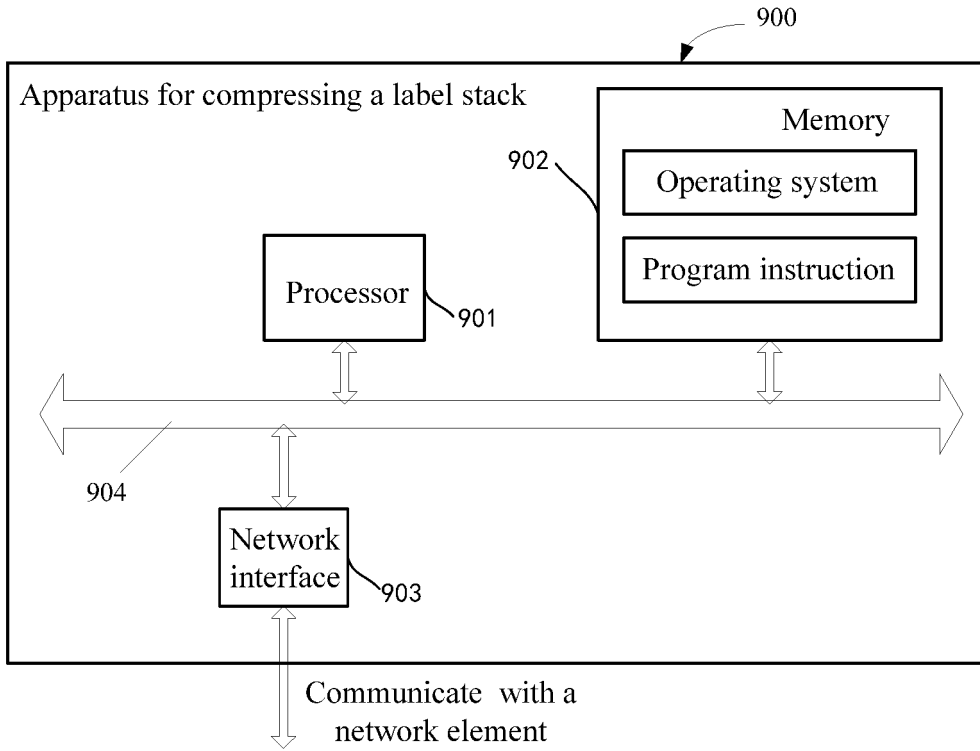 900
Apparatus for compressing a label stack
Memory
902
Operating system
Program instruction
Processor
901
904
Network
interface
903
Communicate with a
network element